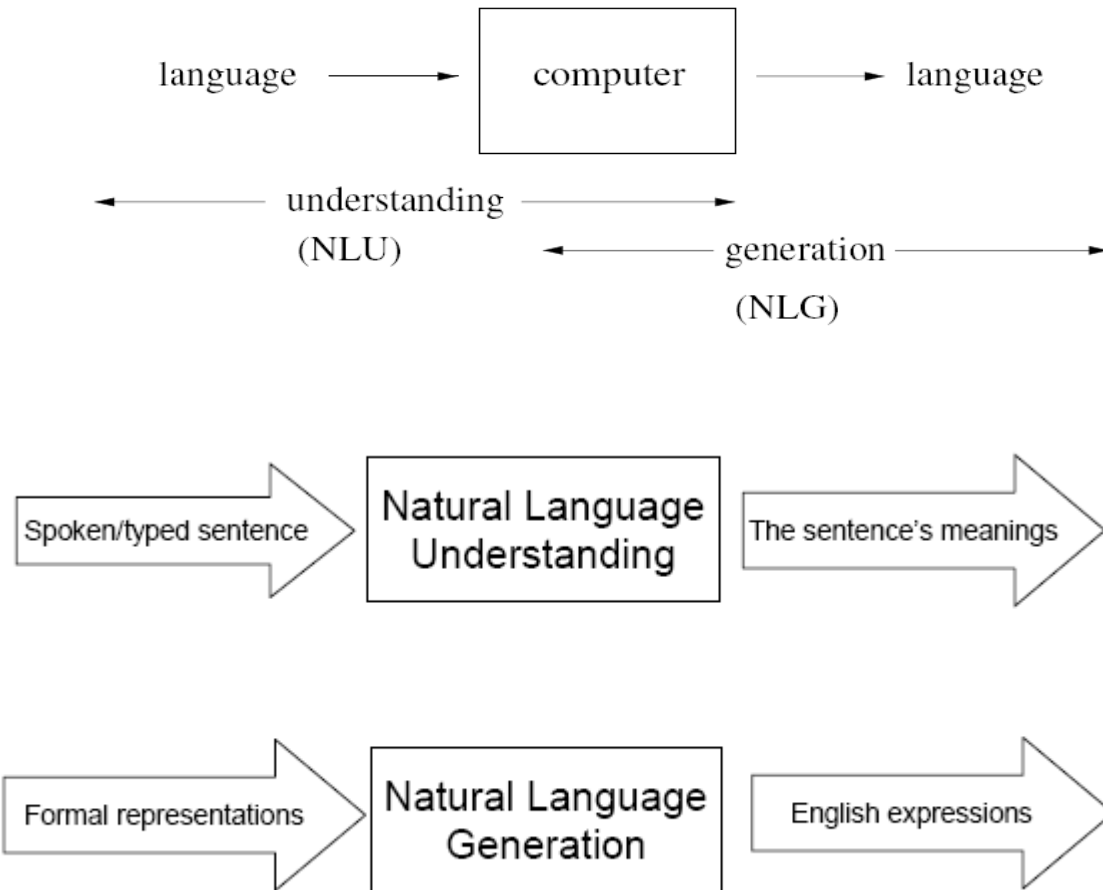 language computer language
understanding
(NLU)
generation
(NLG)
Spoken/typed sentence
Natural Language
Understanding
The sentence's meanings
Formal representations
Natural Language
Generation
English expressions